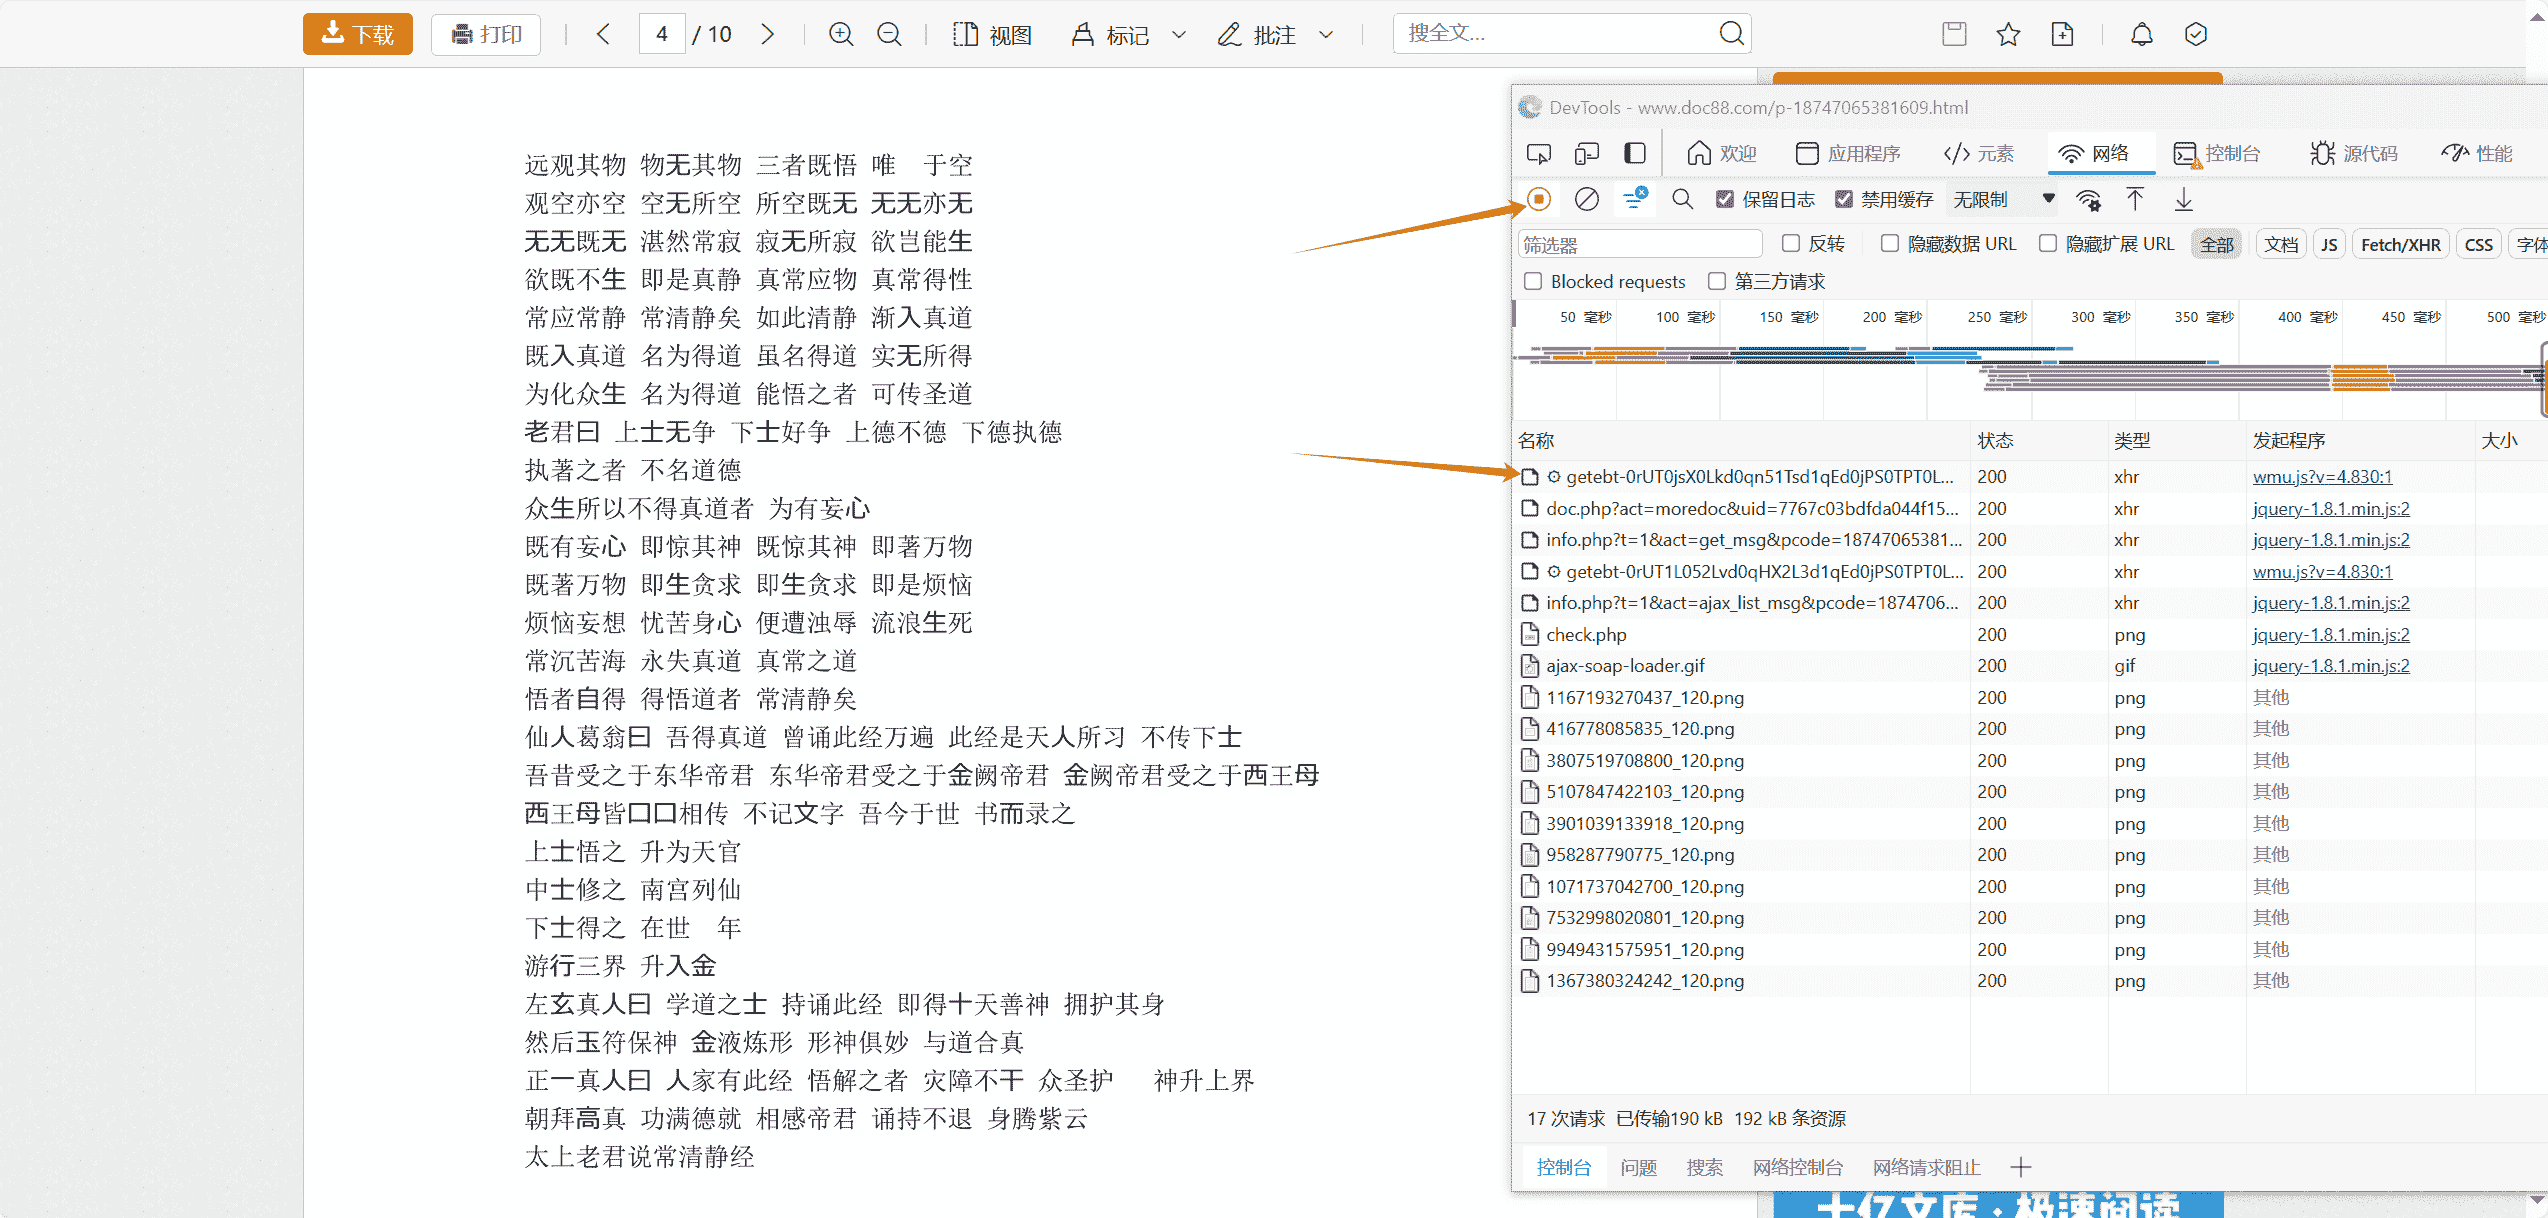 下载 打印 4 / 10 视图 标记 批注 搜全文...
远观其物 物无其物 三者既悟 唯 于空
观空亦空 空无所空 所空既无 无无亦无
无无既无 湛然常寂 寂无所寂 欲岂能生
欲既不生 即是真静 真常应物 真常得性
常应常静 常清静矣 如此清静 渐入真道
既入真道 名为得道 虽名得道 实无所得
为化众生 名为得道 能悟之者 可传圣道
老君曰 上士无争 下士好争 上德不德 下德执德
执著之者 不名道德
众生所以不得真道者 为有妄心
既有妄心 即惊其神 既惊其神 即著万物
既著万物 即生贪求 即生贪求 即是烦恼
烦恼妄想 忧苦身心 便遭浊辱 流浪生死
常沉苦海 永失真道 真常之道
悟者自得 得悟道者 常清静矣
仙人葛翁曰 吾得真道 曾诵此经万遍 此经是天人所习 不传下士
吾昔受之于东华帝君 东华帝君受之于金阙帝君 金阙帝君受之于西王母
西王母皆口口相传 不记文字 吾今于世 书而录之
上士悟之 升为天官
中士修之 南宫列仙
下士得之 在世 年
游行三界 升入金
左玄真人曰 学道之士 持诵此经 即得十天善神 拥护其身
然后玉符保神 金液炼形 形神俱妙 与道合真
正一真人曰 人家有此经 悟解之者 灾障不干 众圣护 神升上界
朝拜高真 功满德就 相感帝君 诵持不退 身腾紫云
太上老君说常清静经
DevTools - www.doc88.com/p-18747065381609.html
欢迎 应用程序 元素 网络 控制台 源代码 性能
保留日志 禁用缓存 无限制
筛选器 反转 隐藏数据 URL 隐藏扩展 URL 全部 文档 JS Fetch/XHR CSS 字体
Blocked requests 第三方请求
50 毫秒 100 毫秒 150 毫秒 200 毫秒 250 毫秒 300 毫秒 350 毫秒 400 毫秒 450 毫秒 500 毫秒
名称 状态 类型 发起程序 大小
getebt-0rUT0jsX0Lkd0qn51Tsd1qEd0jPS0TPT0L... 200 xhr wmu.js?v=4.830:1
doc.php?act=moredoc&uid=7767c03bdfda044f15... 200 xhr jquery-1.8.1.min.js:2
info.php?t=1&act=get_msg&pcode=18747065381... 200 xhr jquery-1.8.1.min.js:2
getebt-0rUT1L052Lvd0qHX2L3d1qEd0jPS0TPT0L... 200 xhr wmu.js?v=4.830:1
info.php?t=1&act=ajax_list_msg&pcode=1874706... 200 xhr jquery-1.8.1.min.js:2
check.php 200 png jquery-1.8.1.min.js:2
ajax-soap-loader.gif 200 gif jquery-1.8.1.min.js:2
1167193270437_120.png 200 png 其他
416778085835_120.png 200 png 其他
3807519708800_120.png 200 png 其他
5107847422103_120.png 200 png 其他
3901039133918_120.png 200 png 其他
958287790775_120.png 200 png 其他
1071737042700_120.png 200 png 其他
7532998020801_120.png 200 png 其他
9949431575951_120.png 200 png 其他
1367380324242_120.png 200 png 其他
17 次请求 已传输190 kB 192 kB 条资源
控制台 问题 搜索 网络控制台 网络请求阻止
十亿文库 · 极速阅读